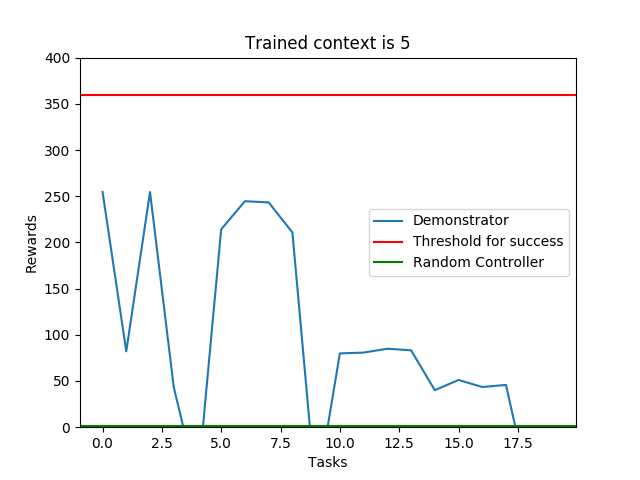 Trained context is 5
400
350
300
250
200
150
100
50
0
Rewards
Demonstrator
Threshold for success
Random Controller
0.0 2.5 5.0 7.5 10.0 12.5 15.0 17.5
Tasks